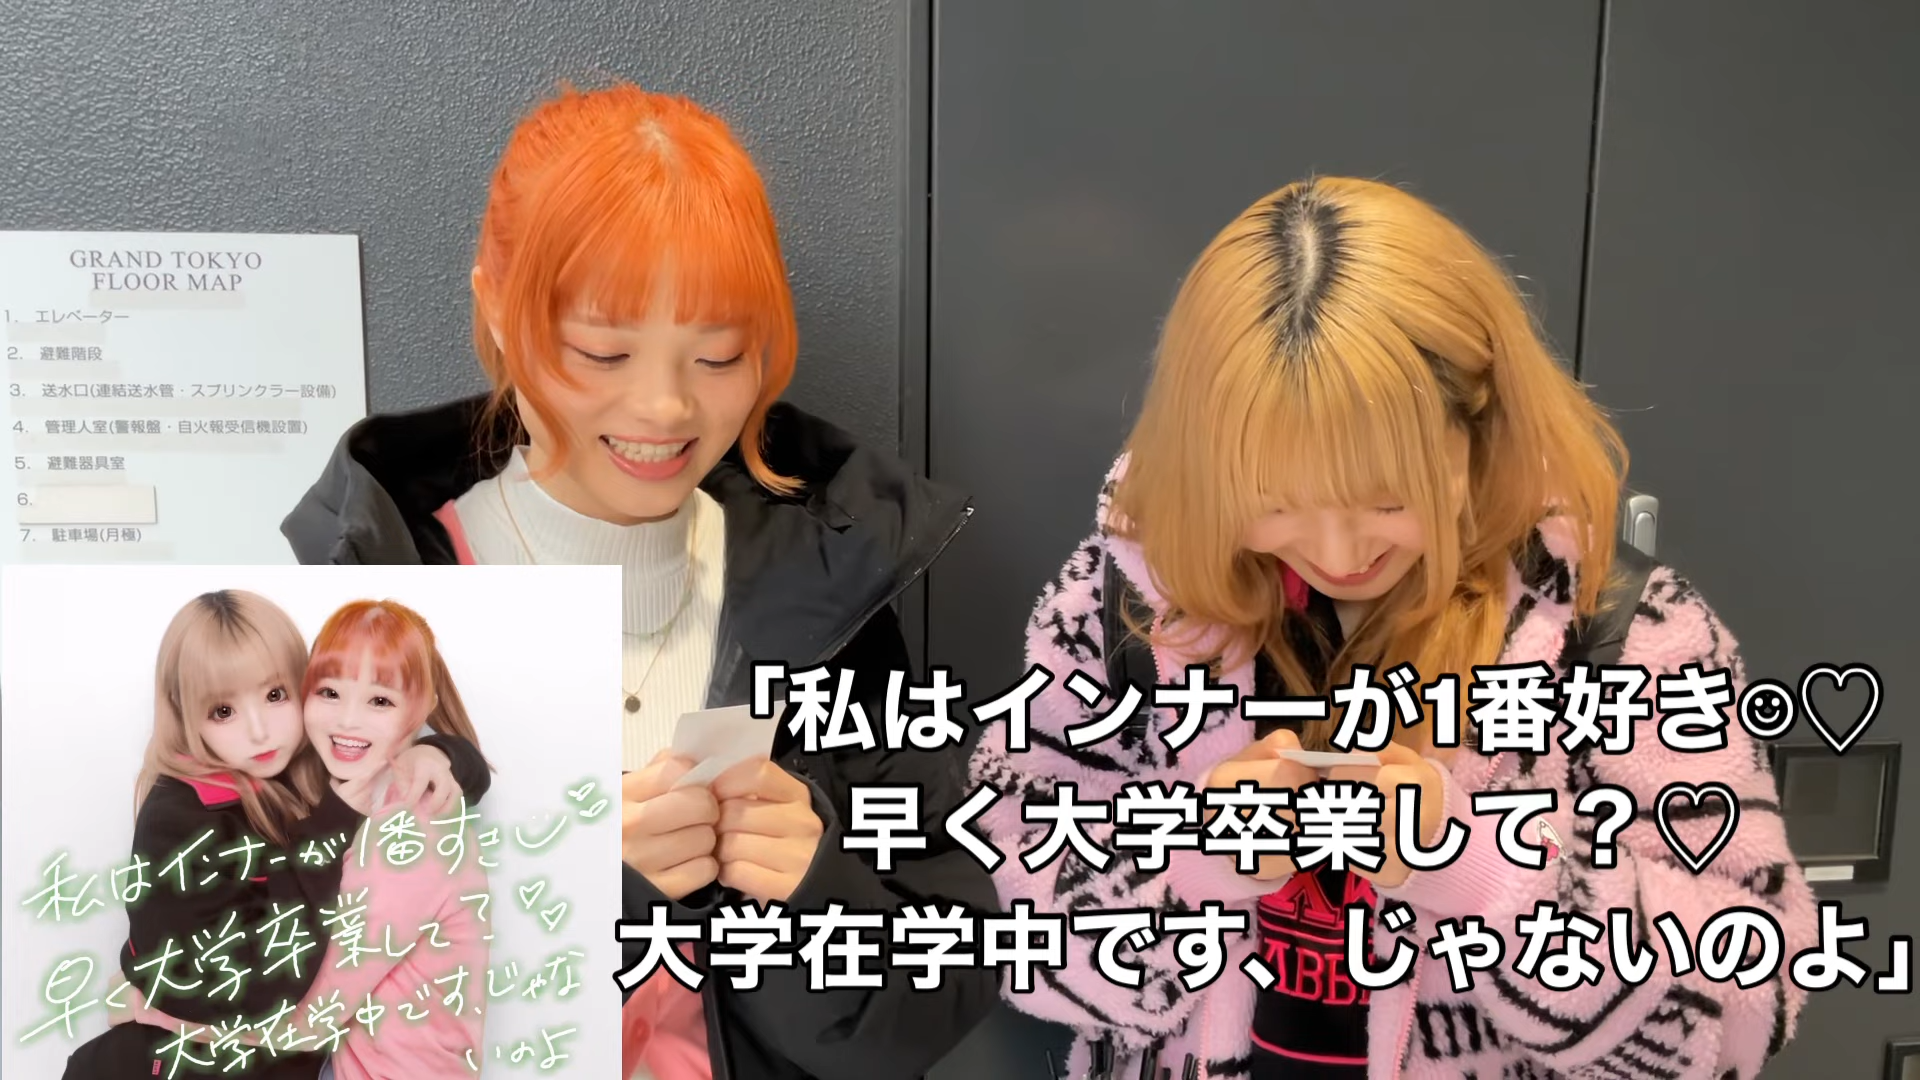 GRAND TOKYO
FLOOR MAP
1. エレベーター
2. 避難階段
3. 送水口(連結送水管・スプリンクラー設備)
4. 管理人室(警報盤・自火報受信機設置)
5. 避難器具室
6.
7. 駐車場(月極)
私はインナーが1番すき
早く大学卒業して?♡♡
大学在学中です、じゃな
いのよ
「私はインナーが1番好き☺♡
早く大学卒業して?♡
大学在学中です、じゃないのよ」
ABB